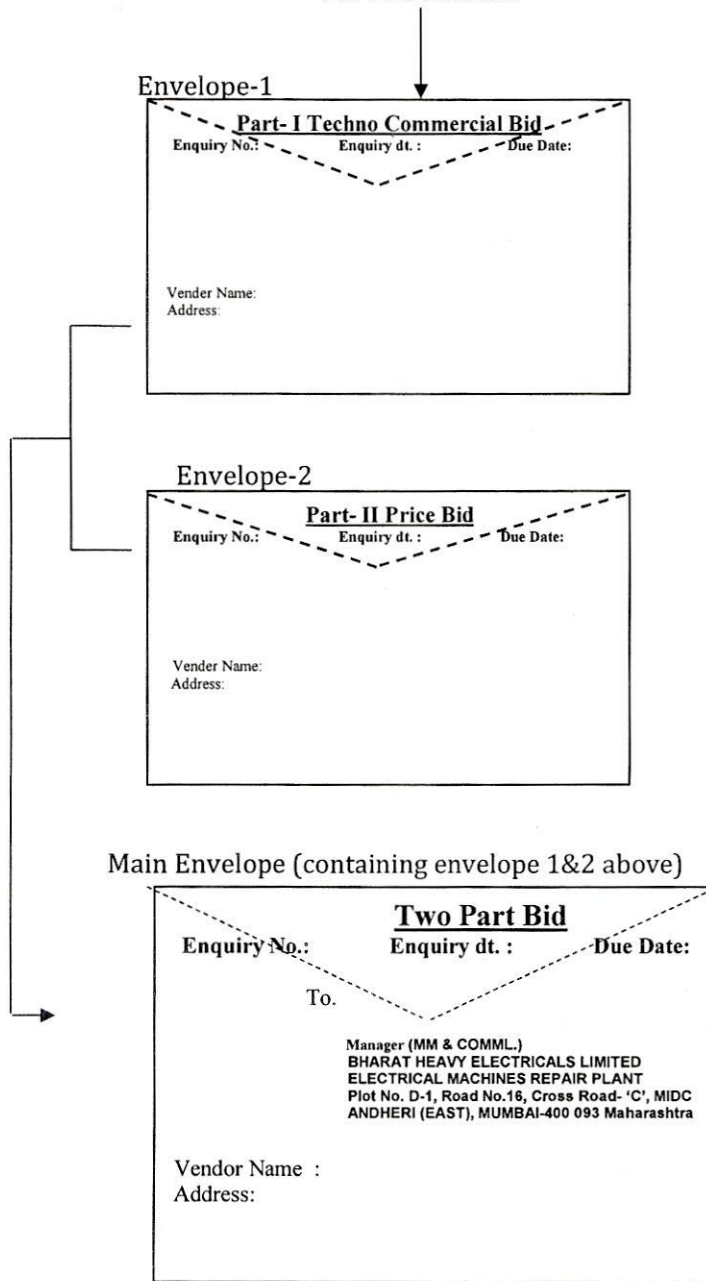 Envelope-1
Part- I Techno Commercial Bid
Enquiry No.: Enquiry dt. : Due Date:
Vender Name:
Address:
Envelope-2
Part- II Price Bid
Enquiry No.: Enquiry dt. : Due Date:
Vender Name:
Address:
Main Envelope (containing envelope 1&2 above)
Two Part Bid
Enquiry No.: Enquiry dt. : Due Date:
To.
Manager (MM & COMML.)
BHARAT HEAVY ELECTRICALS LIMITED
ELECTRICAL MACHINES REPAIR PLANT
Plot No. D-1, Road No.16, Cross Road- ‘C’, MIDC
ANDHERI (EAST), MUMBAI-400 093 Maharashtra
Vendor Name :
Address: